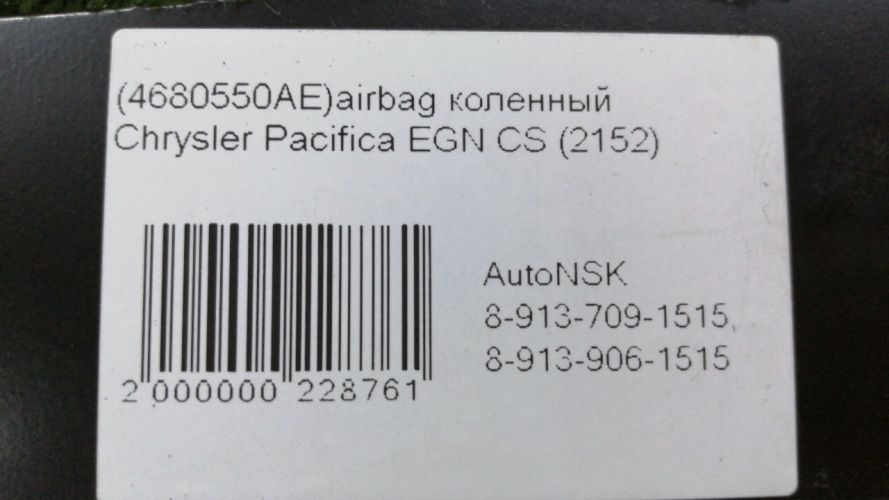 (4680550AE)airbag коленный
Chrysler Pacifica EGN CS (2152)
AutoNSK
8-913-709-1515,
8-913-906-1515
2 000000 228761